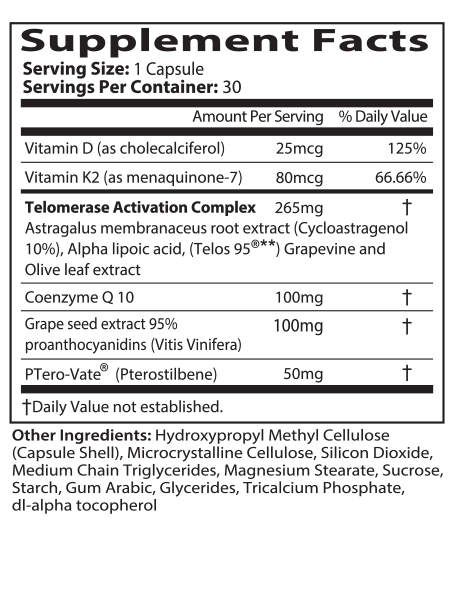 Supplement Facts
Serving Size: 1 Capsule
Servings Per Container: 30
Amount Per Serving % Daily Value
Vitamin D (as cholecalciferol) 25mcg 125%
Vitamin K2 (as menaquinone-7) 80mcg 66.66%
Telomerase Activation Complex 265mg †
Astragalus membranaceus root extract (Cycloastragenol
10%), Alpha lipoic acid, (Telos 95®**) Grapevine and
Olive leaf extract
Coenzyme Q 10 100mg †
Grape seed extract 95% 100mg †
proanthocyanidins (Vitis Vinifera)
PTero-Vate® (Pterostilbene) 50mg †
†Daily Value not established.
Other Ingredients: Hydroxypropyl Methyl Cellulose
(Capsule Shell), Microcrystalline Cellulose, Silicon Dioxide,
Medium Chain Triglycerides, Magnesium Stearate, Sucrose,
Starch, Gum Arabic, Glycerides, Tricalcium Phosphate,
dl-alpha tocopherol